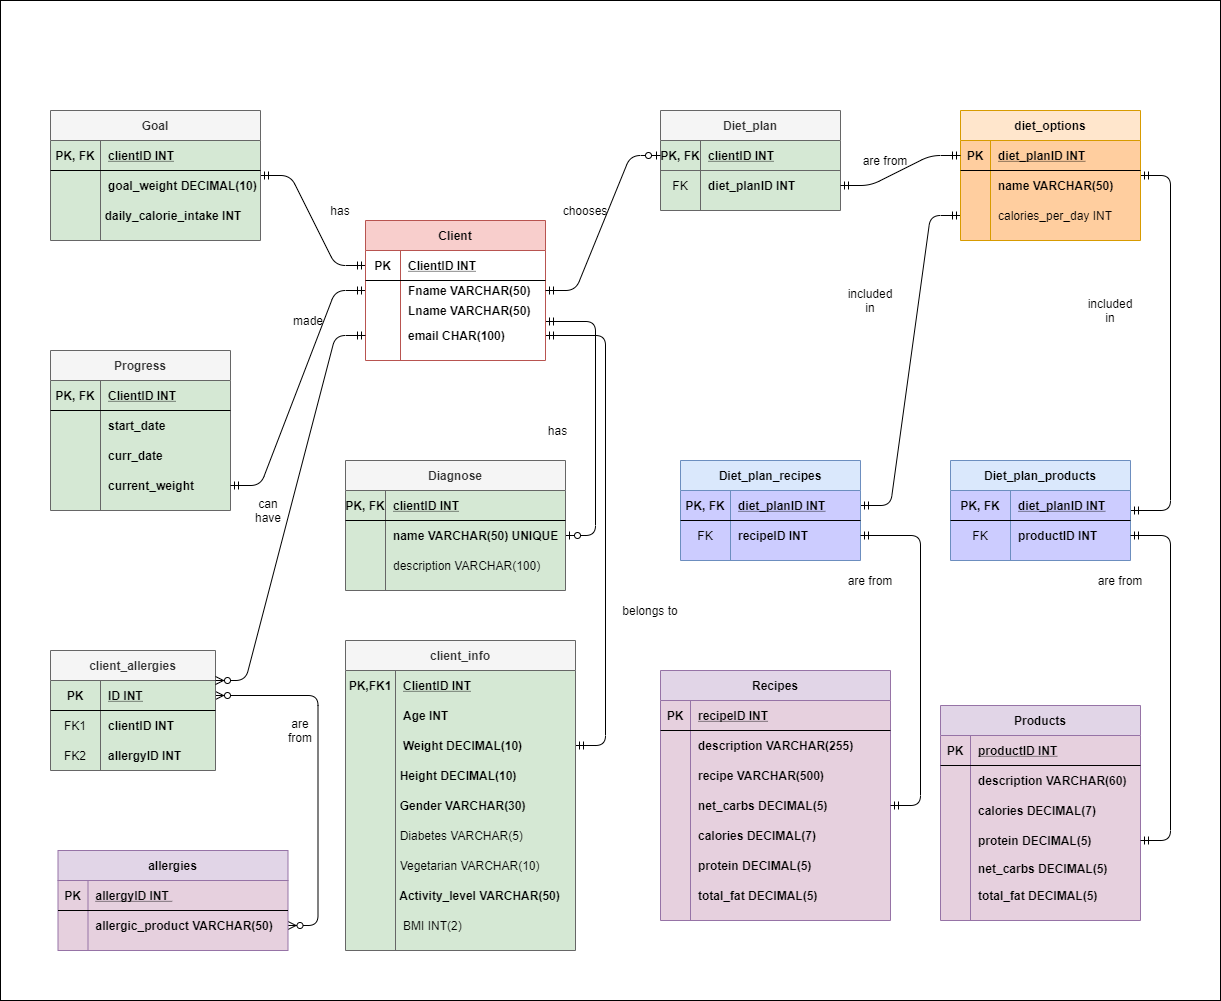 Goal
PK, FK clientID INT
goal_weight DECIMAL(10)
daily_calorie_intake INT
has
Client
PK ClientID INT
Fname VARCHAR(50)
Lname VARCHAR(50)
email CHAR(100)
chooses
Diet_plan
PK, FK clientID INT
FK diet_planID INT
are from
diet_options
PK diet_planID INT
name VARCHAR(50)
calories_per_day INT
included
in
included
in
made
Progress
PK, FK ClientID INT
start_date
curr_date
current_weight
can
have
has
Diagnose
PK, FK clientID INT
name VARCHAR(50) UNIQUE
description VARCHAR(100)
belongs to
Diet_plan_recipes
PK, FK diet_planID INT
FK recipeID INT
are from
Diet_plan_products
PK, FK diet_planID INT
FK productID INT
are from
client_allergies
PK ID INT
FK1 clientID INT
FK2 allergyID INT
are
from
allergies
PK allergyID INT
allergic_product VARCHAR(50)
client_info
PK,FK1 ClientID INT
Age INT
Weight DECIMAL(10)
Height DECIMAL(10)
Gender VARCHAR(30)
Diabetes VARCHAR(5)
Vegetarian VARCHAR(10)
Activity_level VARCHAR(50)
BMI INT(2)
Recipes
PK recipeID INT
description VARCHAR(255)
recipe VARCHAR(500)
net_carbs DECIMAL(5)
calories DECIMAL(7)
protein DECIMAL(5)
total_fat DECIMAL(5)
Products
PK productID INT
description VARCHAR(60)
calories DECIMAL(7)
protein DECIMAL(5)
net_carbs DECIMAL(5)
total_fat DECIMAL(5)